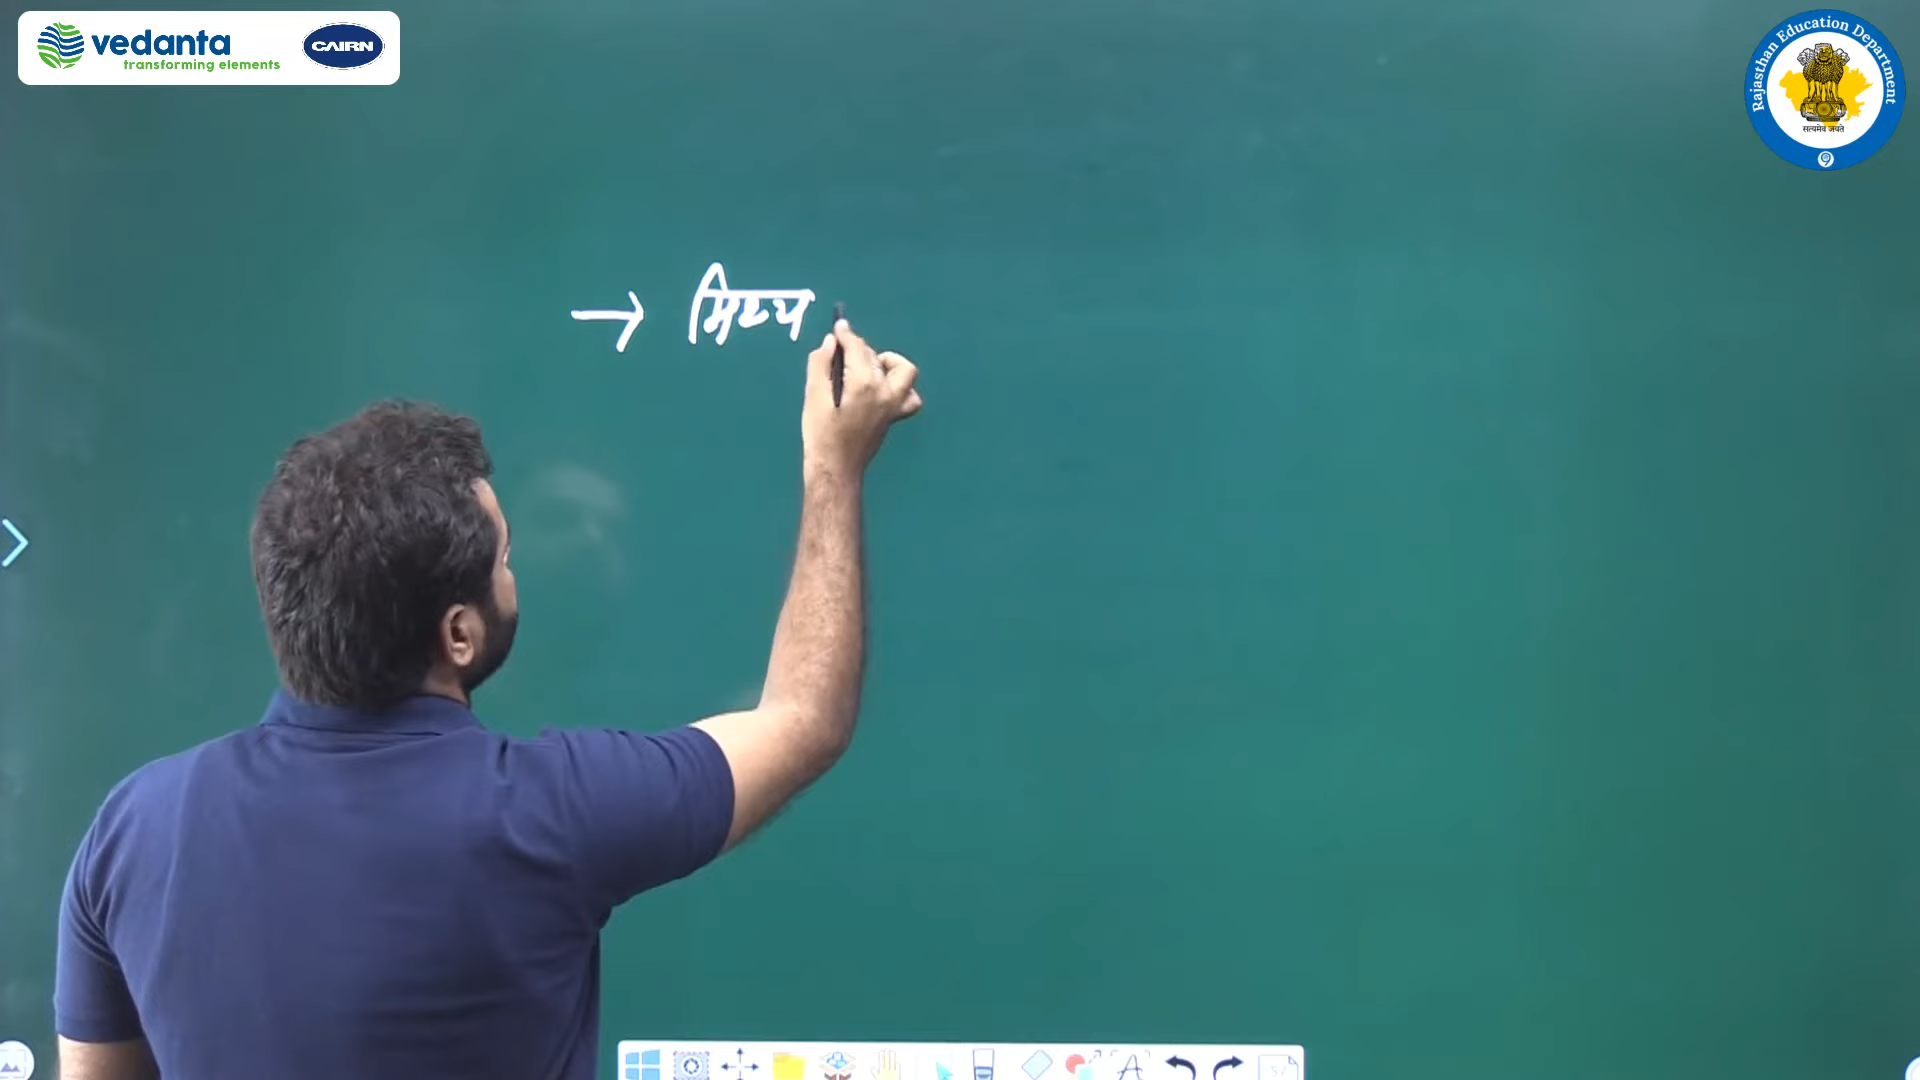 vedanta
transforming elements
CAIRN
Rajasthan Education Department
सत्यमेव जयते
→ मिथ्य